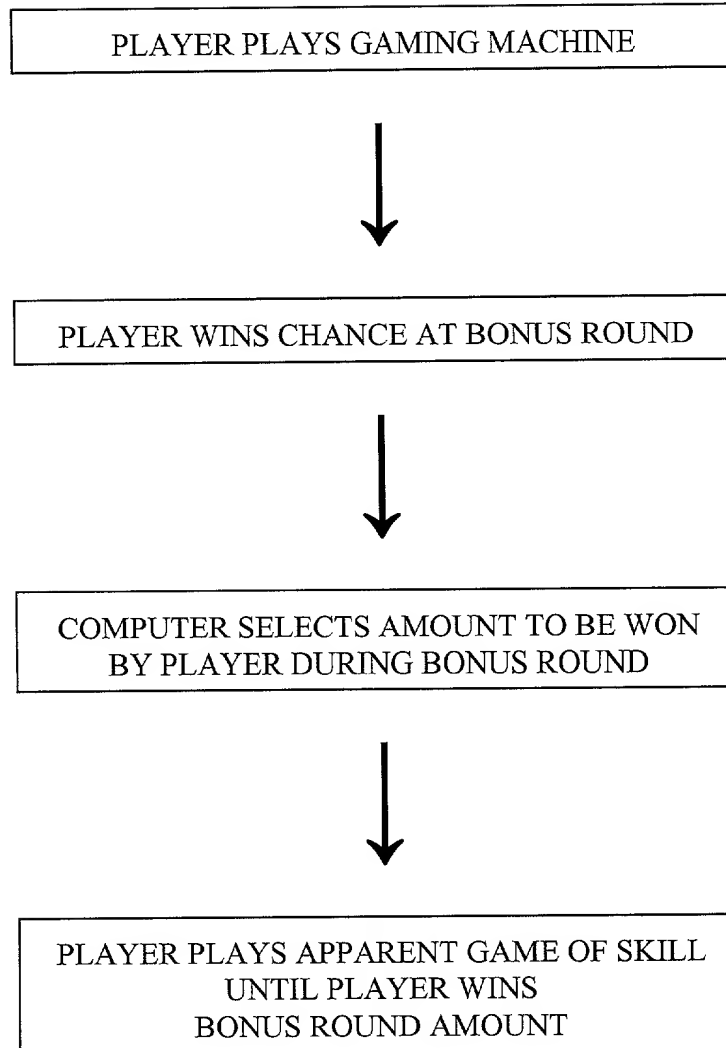 PLAYER PLAYS GAMING MACHINE
PLAYER WINS CHANCE AT BONUS ROUND
COMPUTER SELECTS AMOUNT TO BE WON
BY PLAYER DURING BONUS ROUND
PLAYER PLAYS APPARENT GAME OF SKILL
UNTIL PLAYER WINS
BONUS ROUND AMOUNT